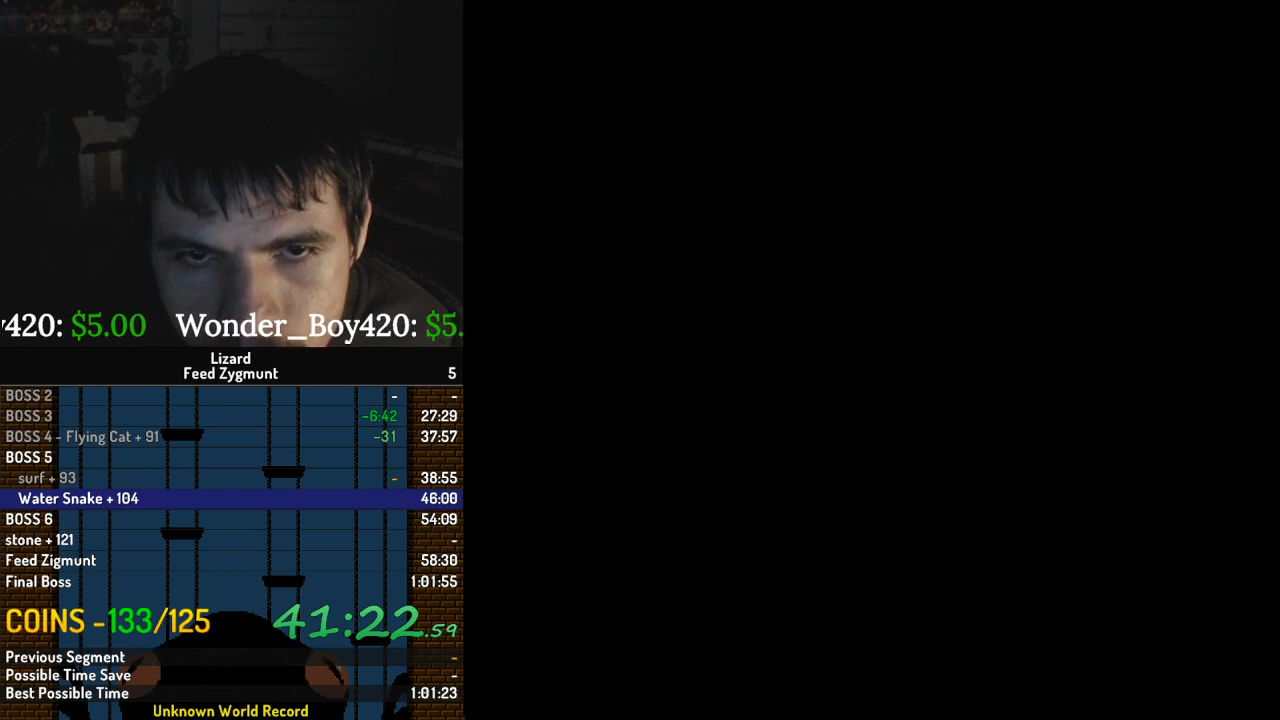 y420: $5.00 Wonder_Boy420: $5.
Lizard
Feed Zygmunt 5
BOSS 2 - -
BOSS 3 -6:42 27:29
BOSS 4 - Flying Cat + 91 -31 37:57
BOSS 5
surf + 93 - 38:55
Water Snake + 104 46:00
BOSS 6 54:09
stone + 121 -
Feed Zigmunt 58:30
Final Boss 1:01:55
COINS -133/125 41:22.59
Previous Segment -
Possible Time Save -
Best Possible Time 1:01:23
Unknown World Record